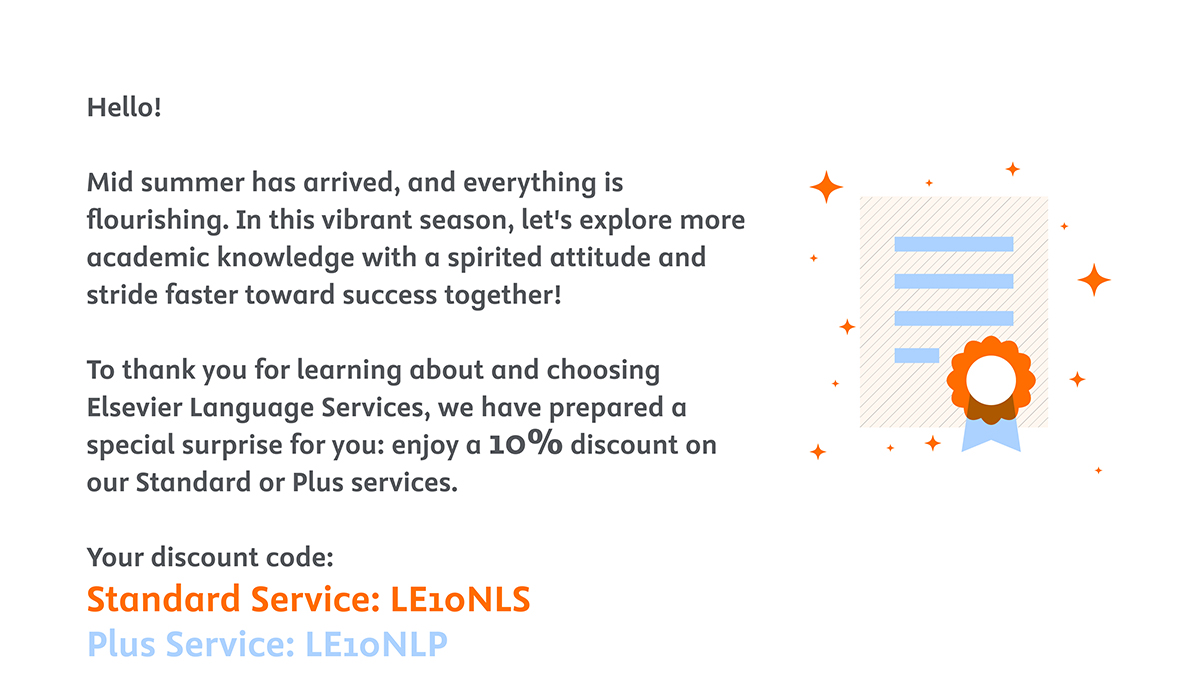 Hello!
Mid summer has arrived, and everything is
flourishing. In this vibrant season, let's explore more
academic knowledge with a spirited attitude and
stride faster toward success together!
To thank you for learning about and choosing
Elsevier Language Services, we have prepared a
special surprise for you: enjoy a 10% discount on
our Standard or Plus services.
Your discount code:
Standard Service: LE10NLS
Plus Service: LE10NLP